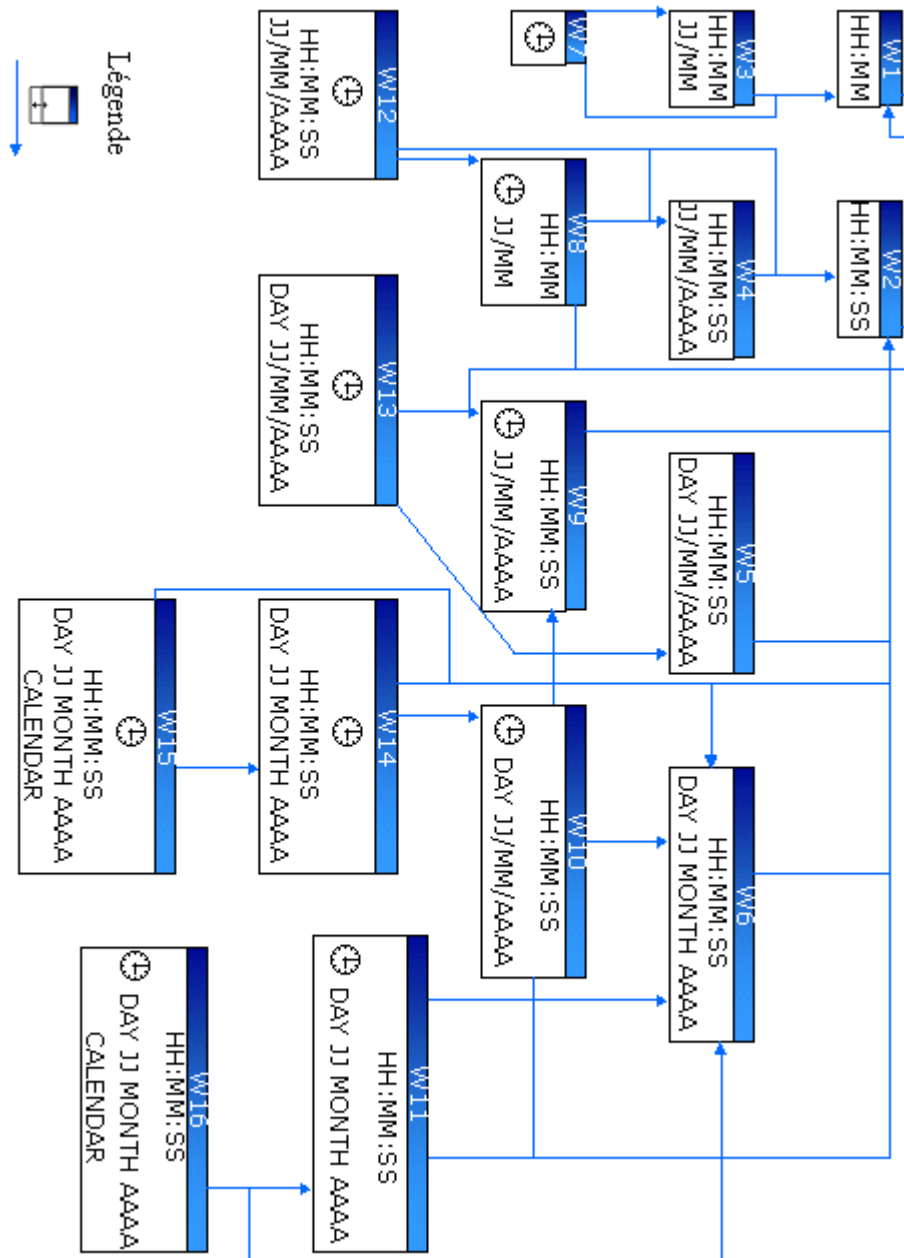 W1
HH:MM
W2
HH:MM:SS
W3
HH:MM
JJ/MM
W4
HH:MM:SS
JJ/MM/AAAA
W5
HH:MM:SS
DAY JJ/MM/AAAA
W6
HH:MM:SS
DAY JJ MONTH AAAA
W7
W8
HH:MM
JJ/MM
W9
HH:MM:SS
JJ/MM/AAAA
W10
HH:MM:SS
DAY JJ/MM/AAAA
W11
HH:MM:SS
DAY JJ MONTH AAAA
W12
HH:MM:SS
JJ/MM/AAAA
W13
HH:MM:SS
DAY JJ/MM/AAAA
W14
HH:MM:SS
DAY JJ MONTH AAAA
W15
HH:MM:SS
DAY JJ MONTH AAAA
CALENDAR
W16
HH:MM:SS
DAY JJ MONTH AAAA
CALENDAR
Légende